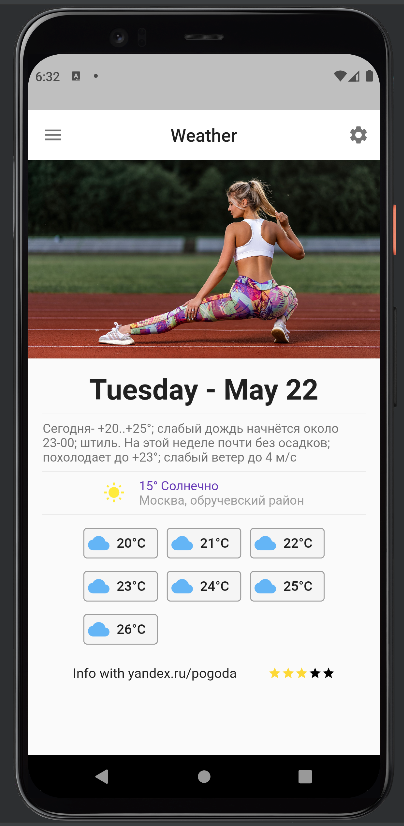 6:32
Weather
Tuesday - May 22
Сегодня- +20..+25°; слабый дождь начнётся около
23-00; штиль. На этой неделе почти без осадков;
похолодает до +23°; слабый ветер до 4 м/с
15° Солнечно
Москва, обручевский район
20°C 21°C 22°C
23°C 24°C 25°C
26°C
Info with yandex.ru/pogoda